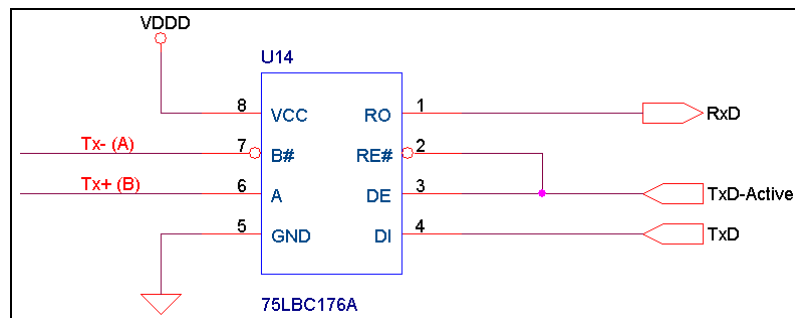 VDDD
U14
8 VCC RO 1 RxD
Tx- (A) 7 B# RE# 2
Tx+ (B) 6 A DE 3 TxD-Active
5 GND DI 4 TxD
75LBC176A